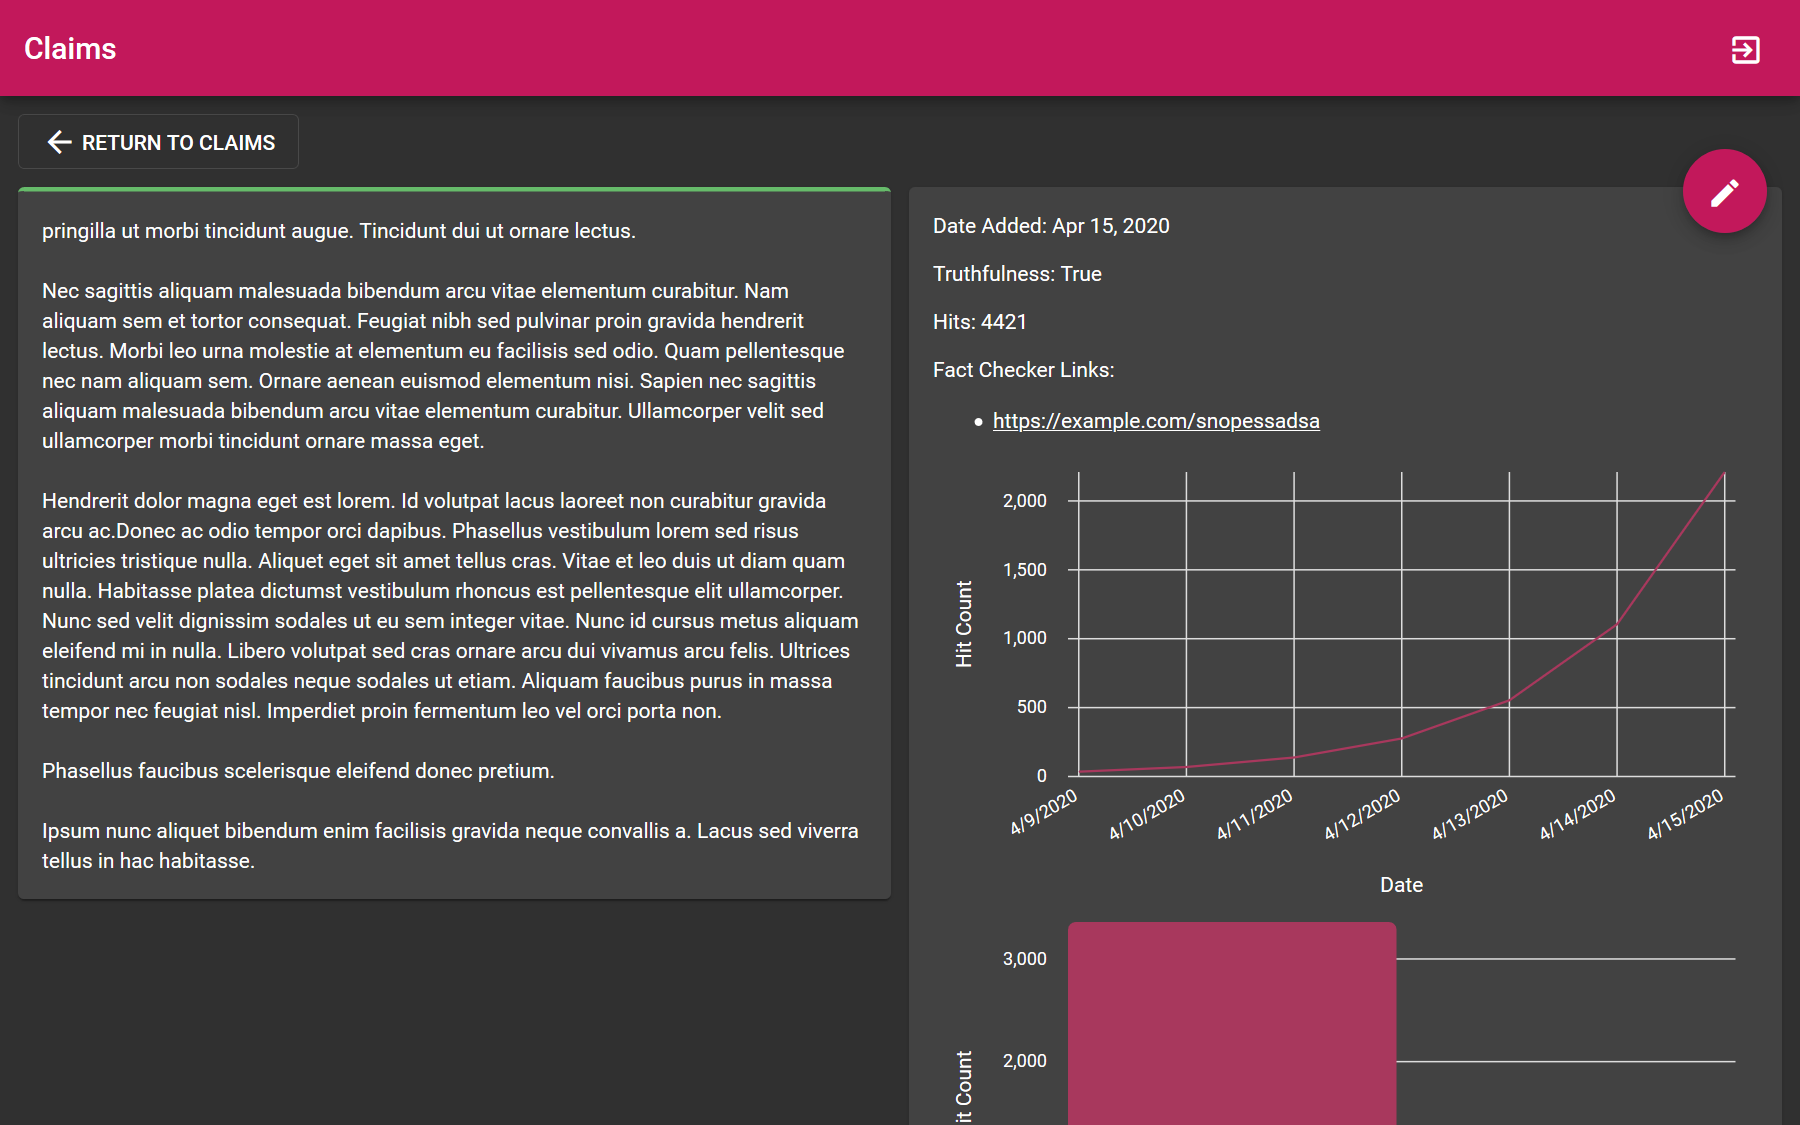 Claims
RETURN TO CLAIMS
pringilla ut morbi tincidunt augue. Tincidunt dui ut ornare lectus.
Nec sagittis aliquam malesuada bibendum arcu vitae elementum curabitur. Nam
aliquam sem et tortor consequat. Feugiat nibh sed pulvinar proin gravida hendrerit
lectus. Morbi leo urna molestie at elementum eu facilisis sed odio. Quam pellentesque
nec nam aliquam sem. Ornare aenean euismod elementum nisi. Sapien nec sagittis
aliquam malesuada bibendum arcu vitae elementum curabitur. Ullamcorper velit sed
ullamcorper morbi tincidunt ornare massa eget.
Hendrerit dolor magna eget est lorem. Id volutpat lacus laoreet non curabitur gravida
arcu ac.Donec ac odio tempor orci dapibus. Phasellus vestibulum lorem sed risus
ultricies tristique nulla. Aliquet eget sit amet tellus cras. Vitae et leo duis ut diam quam
nulla. Habitasse platea dictumst vestibulum rhoncus est pellentesque elit ullamcorper.
Nunc sed velit dignissim sodales ut eu sem integer vitae. Nunc id cursus metus aliquam
eleifend mi in nulla. Libero volutpat sed cras ornare arcu dui vivamus arcu felis. Ultrices
tincidunt arcu non sodales neque sodales ut etiam. Aliquam faucibus purus in massa
tempor nec feugiat nisl. Imperdiet proin fermentum leo vel orci porta non.
Phasellus faucibus scelerisque eleifend donec pretium.
Ipsum nunc aliquet bibendum enim facilisis gravida neque convallis a. Lacus sed viverra
tellus in hac habitasse.
Date Added: Apr 15, 2020
Truthfulness: True
Hits: 4421
Fact Checker Links:
https://example.com/snopessadsa
2,000
1,500
1,000
500
0
Hit Count
4/9/2020
4/10/2020
4/11/2020
4/12/2020
4/13/2020
4/14/2020
4/15/2020
Date
3,000
2,000
it Count